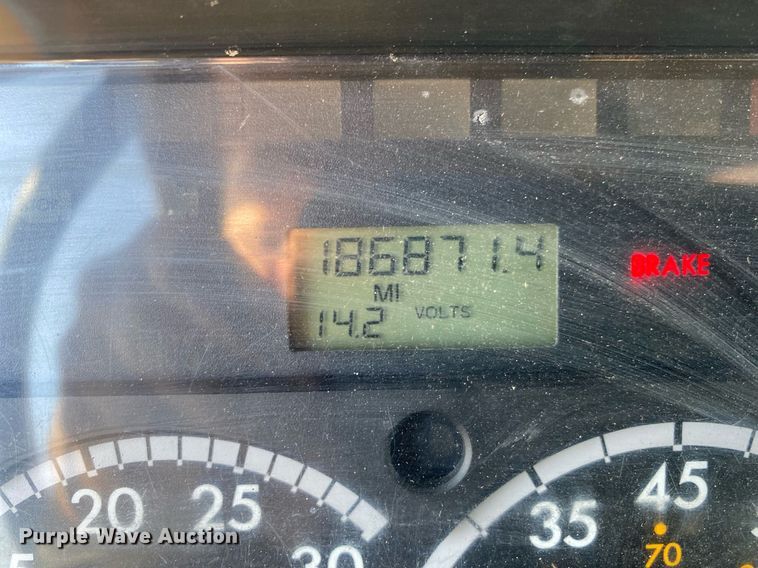 186871.4
MI
14.2 VOLTS
BRAKE
20 25 30
35 45
70
Purple Wave Auction